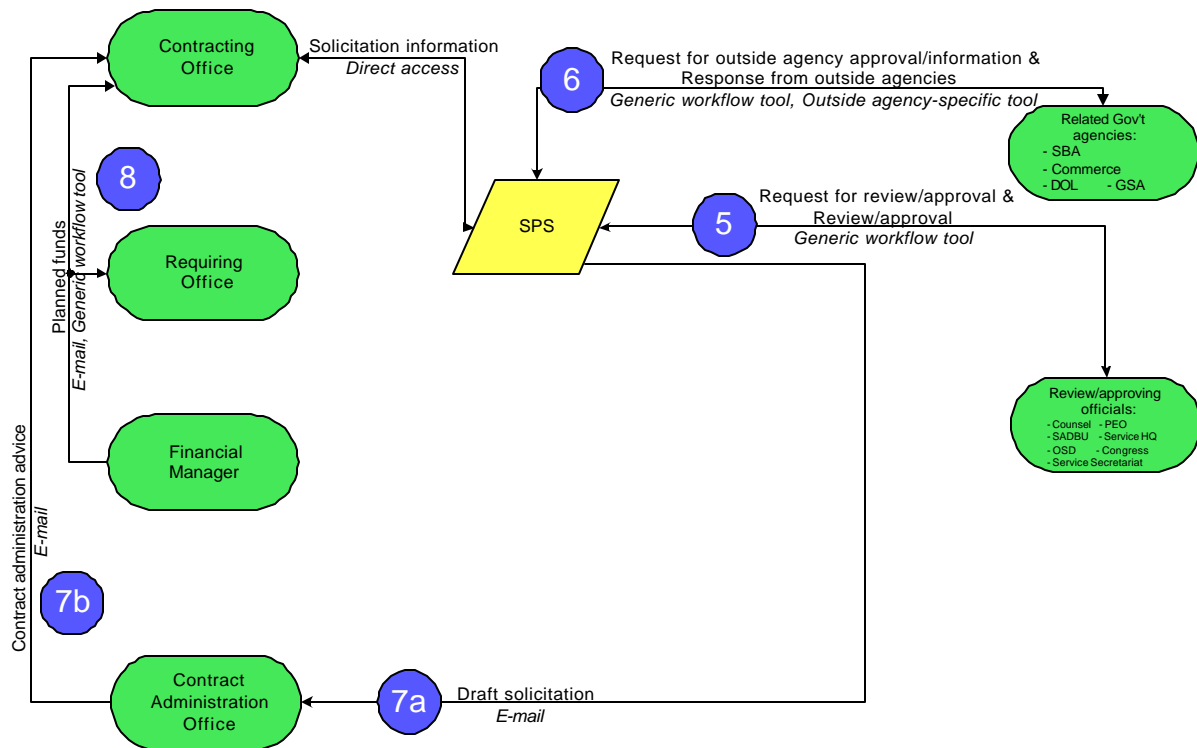 Contracting
Office
Solicitation information
Direct access
6
Request for outside agency approval/information &
Response from outside agencies
Generic workflow tool, Outside agency-specific tool
Related Gov't
agencies:
- SBA
- Commerce
- DOL - GSA
8
Planned funds
E-mail, Generic workflow tool
SPS
5
Request for review/approval &
Review/approval
Generic workflow tool
Requiring
Office
Review/approving
officials:
- Counsel - PEO
- SADBU - Service HQ
- OSD - Congress
- Service Secretariat
Financial
Manager
Contract administration advice
E-mail
7b
Contract
Administration
Office
7a
Draft solicitation
E-mail